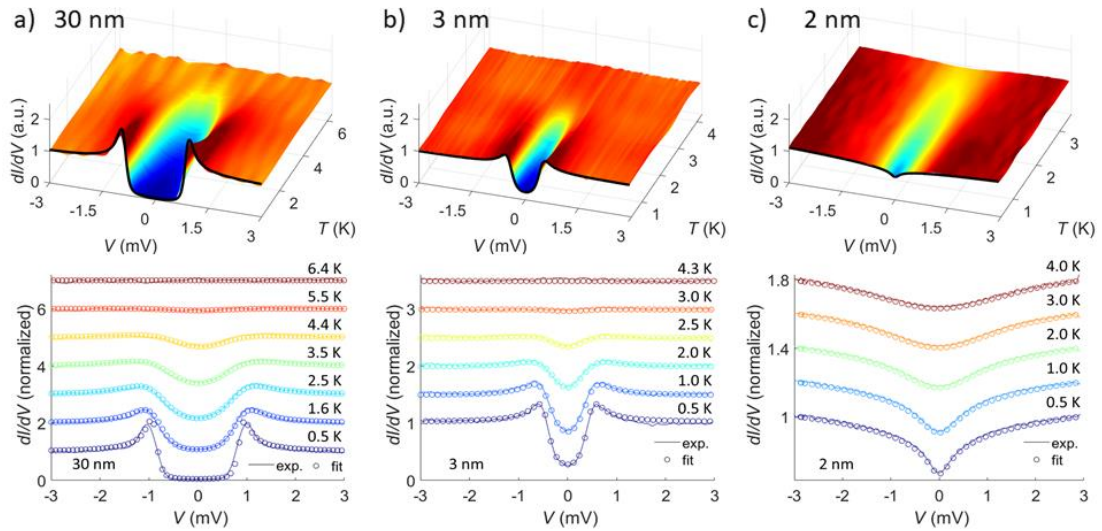 a) 30 nm
dI/dV (a.u.)
2
1
0
-3
-1.5
0
1.5
3
V (mV)
2
4
6
T (K)
b) 3 nm
dI/dV (a.u.)
2
1
0
-3
-1.5
0
1.5
3
V (mV)
1
2
3
4
T (K)
c) 2 nm
dI/dV (a.u.)
2
1
0
-3
-1.5
0
1.5
3
V (mV)
1
2
3
T (K)
dI/dV (normalized)
6
4
2
0
6.4 K
5.5 K
4.4 K
3.5 K
2.5 K
1.6 K
0.5 K
30 nm
exp.
fit
-3 -2 -1 0 1 2 3
V (mV)
dI/dV (normalized)
3
2
1
0
4.3 K
3.0 K
2.5 K
2.0 K
1.0 K
0.5 K
3 nm
exp.
fit
-3 -2 -1 0 1 2 3
V (mV)
dI/dV (normalized)
1.8
1.4
1
4.0 K
3.0 K
2.0 K
1.0 K
0.5 K
2 nm
exp.
fit
-3 -2 -1 0 1 2 3
V (mV)